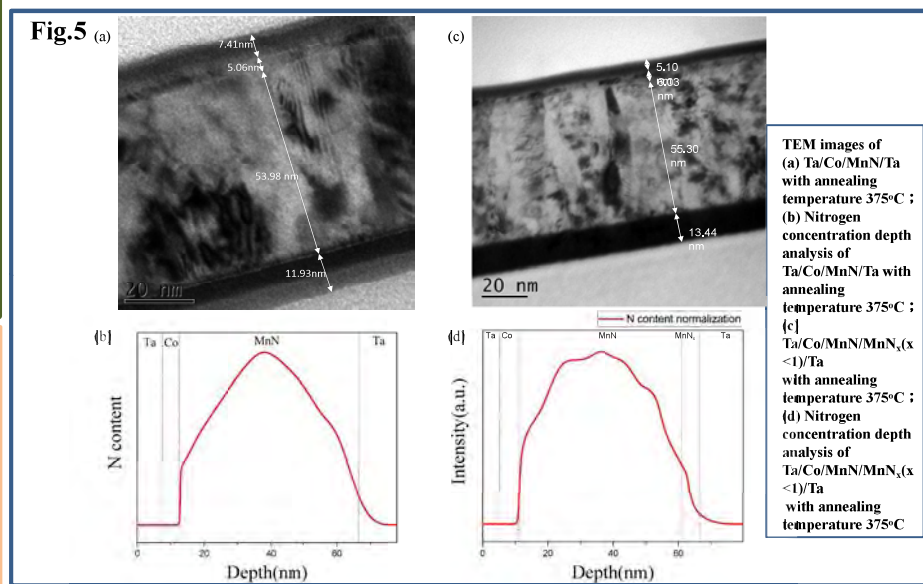 Fig.5
(a)
7.41nm
5.06nm
53.98 nm
11.93nm
20 nm
(c)
5.10
nm
55.30
nm
13.44
nm
20 nm
(b)
Ta
Co
MnN
Ta
N content
0
20
40
60
Depth(nm)
(d)
N content normalization
Ta
Co
MnN
MnNₓ
Ta
Intensity(a.u.)
0
20
40
60
Depth(nm)
TEM images of
(a) Ta/Co/MnN/Ta
with annealing
temperature 375ºC ;
(b) Nitrogen
concentration depth
analysis of
Ta/Co/MnN/Ta with
annealing
temperature 375ºC ;
(c)
Ta/Co/MnN/MnNₓ(x
<1)/Ta
with annealing
temperature 375ºC ;
(d) Nitrogen
concentration depth
analysis of
Ta/Co/MnN/MnNₓ(x
<1)/Ta
with annealing
temperature 375ºC